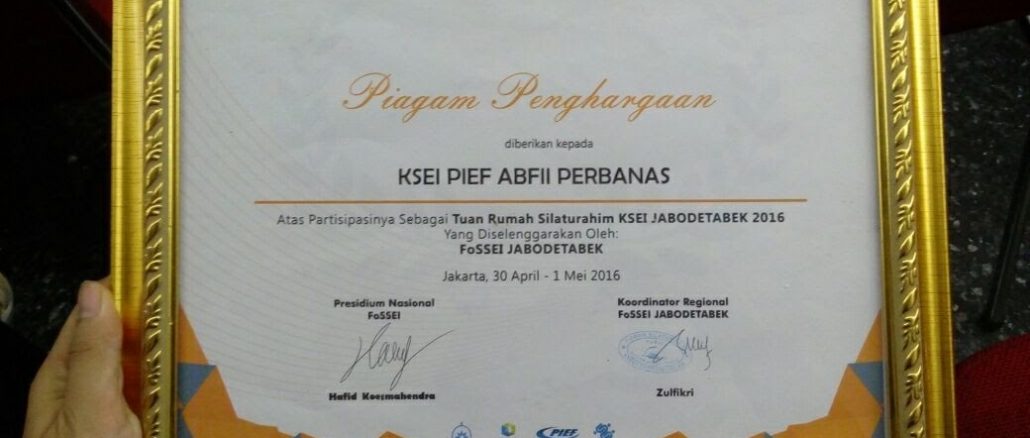 Piagam Penghargaan
diberikan kepada
KSEI PIEF ABFII PERBANAS
Atas Partisipasinya Sebagai Tuan Rumah Silaturahim KSEI JABODETABEK 2016
Yang Diselenggarakan Oleh:
FoSSEI JABODETABEK
Jakarta, 30 April - 1 Mei 2016
Presidium Nasional
FoSSEI
Hafid Koesmahendra
Koordinator Regional
FoSSEI JABODETABEK
Zulfikri
PIEF